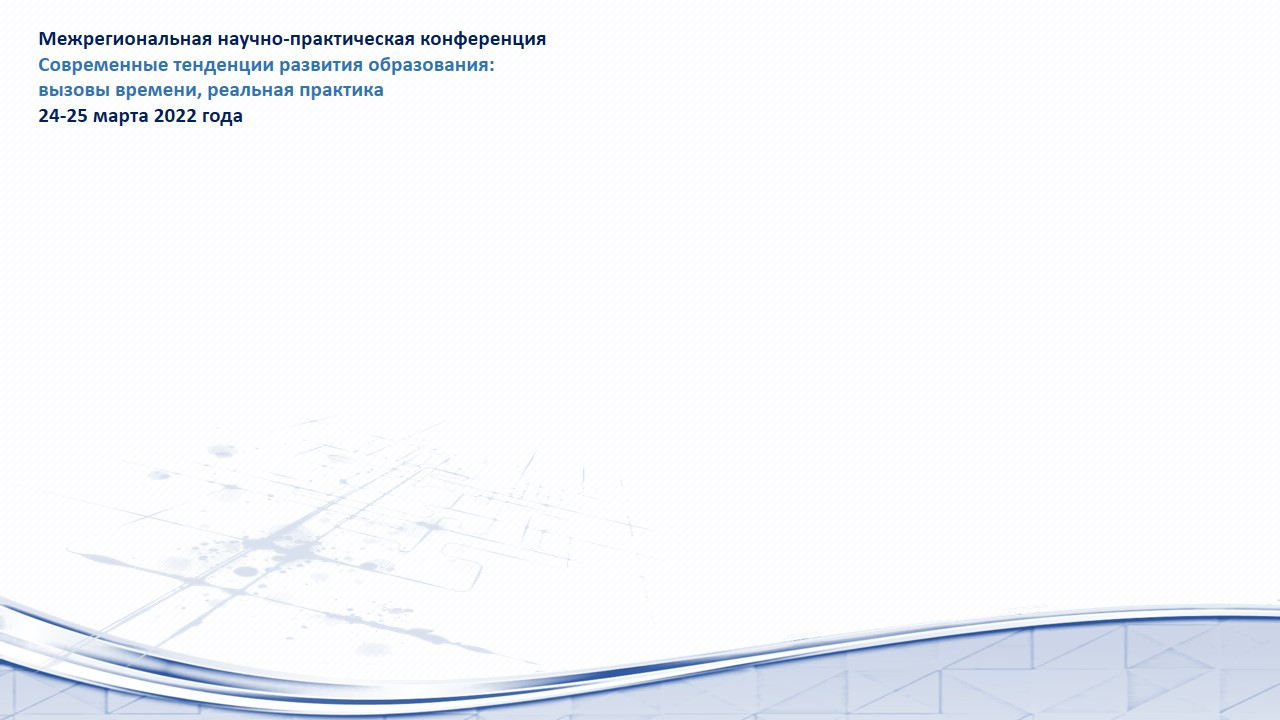 Межрегиональная научно-практическая конференция
Современные тенденции развития образования:
вызовы времени, реальная практика
24-25 марта 2022 года